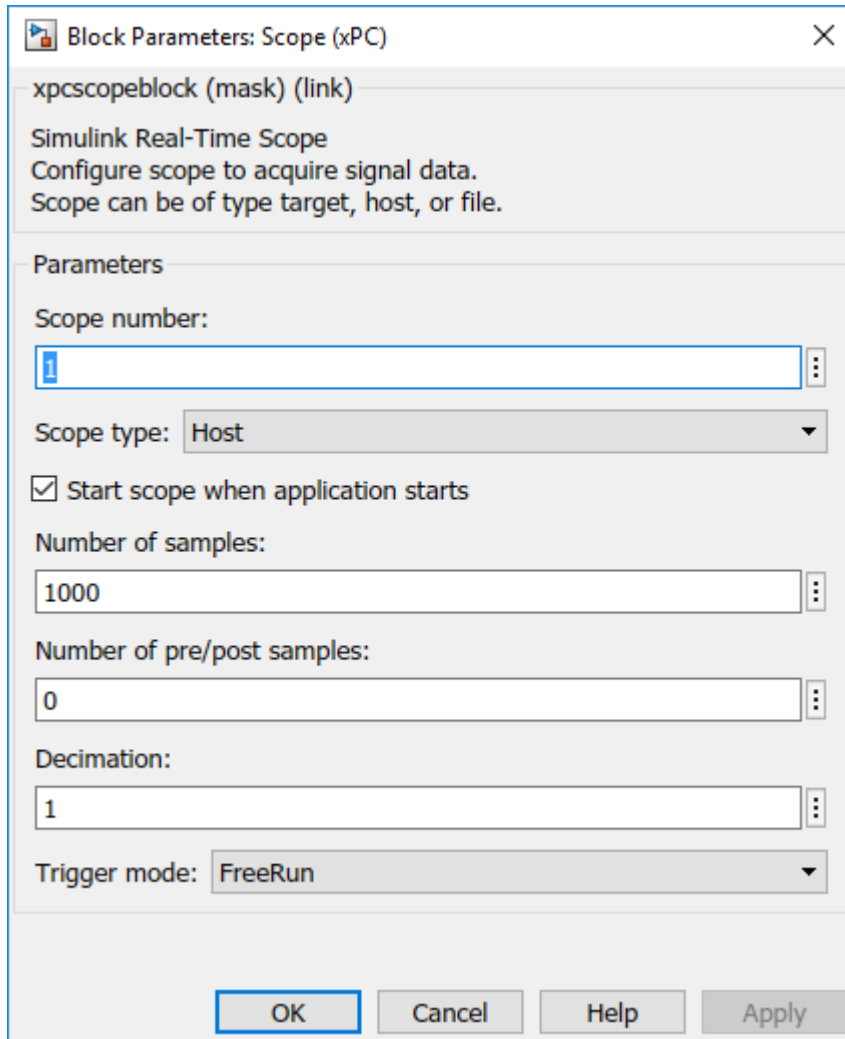 Block Parameters: Scope (xPC)
xpcscopeblock (mask) (link)
Simulink Real-Time Scope
Configure scope to acquire signal data.
Scope can be of type target, host, or file.
Parameters
Scope number:
1
Scope type: Host
Start scope when application starts
Number of samples:
1000
Number of pre/post samples:
0
Decimation:
1
Trigger mode: FreeRun
OK Cancel Help Apply